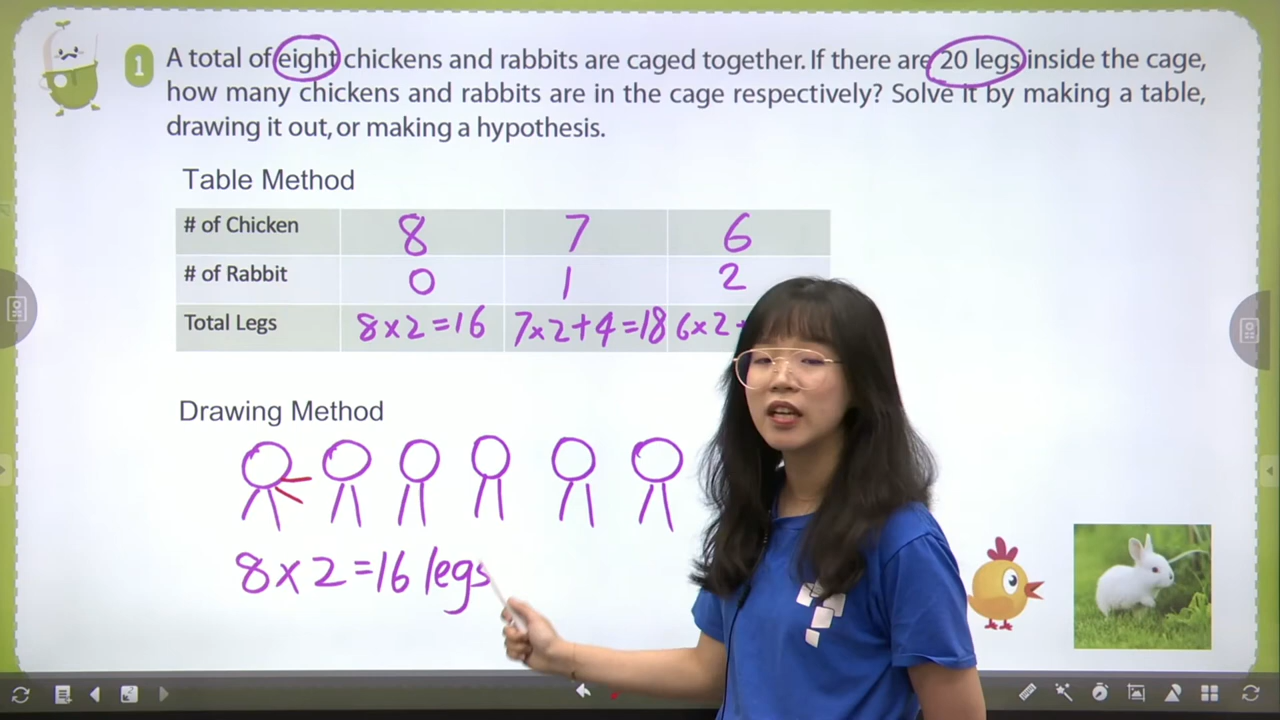 1 A total of eight chickens and rabbits are caged together. If there are 20 legs inside the cage,
how many chickens and rabbits are in the cage respectively? Solve it by making a table,
drawing it out, or making a hypothesis.
Table Method
# of Chicken 8 7 6
# of Rabbit 0 1 2
Total Legs 8×2=16 7×2+4=18 6×2+
Drawing Method
8×2=16 legs